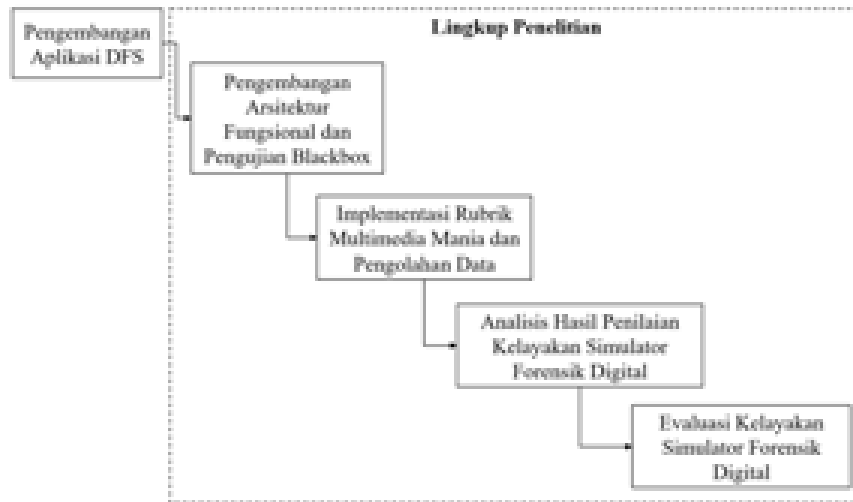 Pengembangan
Aplikasi DFS
Lingkup Penelitian
Pengembangan
Arsitektur
Fungsional dan
Pengujian Blackbox
Implementasi Rubrik
Multimedia Mania dan
Pengolahan Data
Analisis Hasil Penilaian
Kelayakan Simulator
Forensik Digital
Evaluasi Kelayakan
Simulator Forensik
Digital